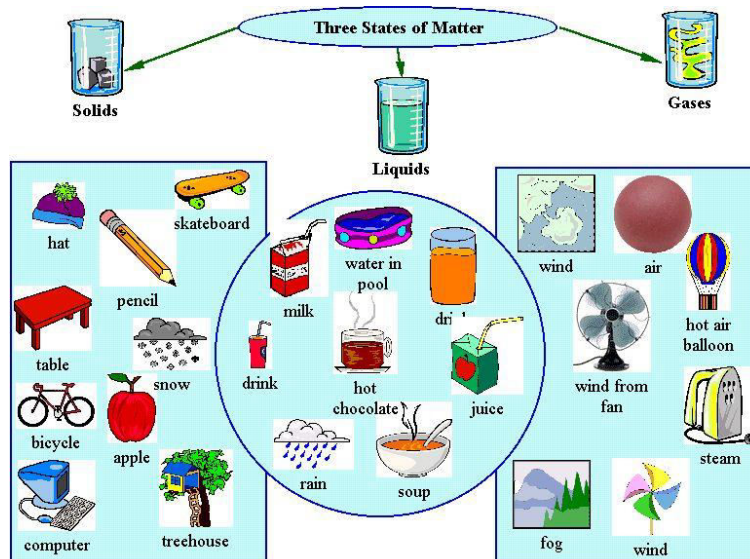 Three States of Matter
Solids
Gases
Liquids
hat
skateboard
pencil
table
snow
bicycle
apple
computer
treehouse
milk
water in
pool
drink
hot
chocolate
juice
rain
soup
wind
air
hot air
balloon
wind from
fan
steam
fog
wind